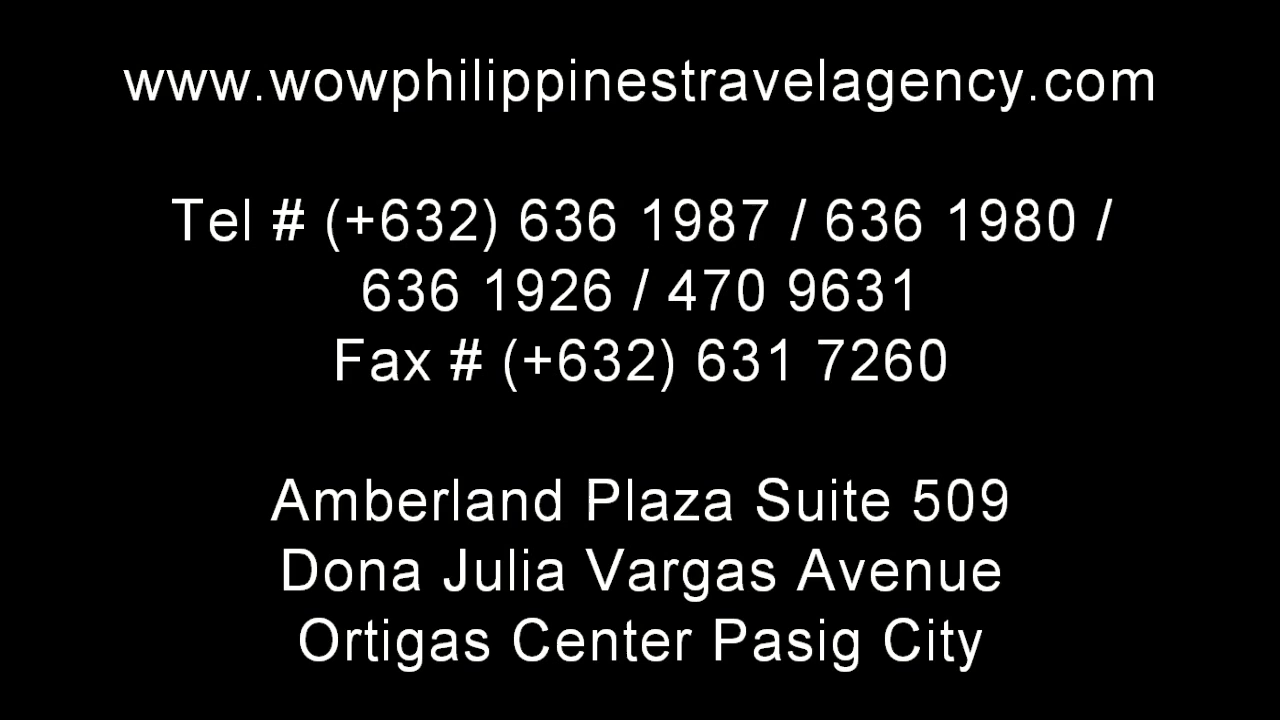 www.wowphilippinestravelagency.com
Tel # (+632) 636 1987 / 636 1980 /
636 1926 / 470 9631
Fax # (+632) 631 7260
Amberland Plaza Suite 509
Dona Julia Vargas Avenue
Ortigas Center Pasig City